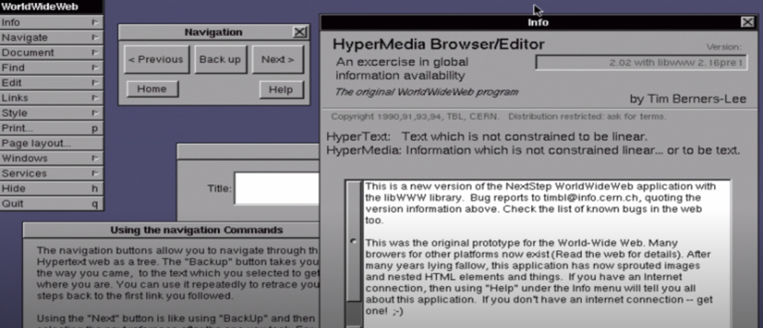 WorldWideWeb
Info
Navigate
Document
Find
Edit
Links
Style
Print... p
Page layout...
Windows
Services
Hide h
Quit q
Navigation
< Previous
Back up
Next >
Home
Help
Title:
Using the navigation Commands
The navigation buttons allow you to navigate through th
Hypertext web as a tree. The "Backup" button takes you
the way you came, to the text which you selected to get
where you are. You can use it repeatedly to retrace you
steps back to the first link you followed.
Using the "Next" button is like using "BackUp" and then
Info
HyperMedia Browser/Editor
Version:
An excercise in global
2.02 with libwww 2.16pre1
information availability
The original WorldWideWeb program
by Tim Berners-Lee
Copyright 1990,91,93,94, TBL, CERN. Distribution restricted: ask for terms.
HyperText: Text which is not constrained to be linear.
HyperMedia: Information which is not constrained linear... or to be text.
This is a new version of the NextStep WorldWideWeb application with
the libWWW library. Bug reports to timbl@info.cern.ch, quoting the
version information above. Check the list of known bugs in the web
too.
This was the original prototype for the World-Wide Web. Many
browers for other platforms now exist(Read the web for details). After
many years lying fallow, this application has now sprouted images
and nested HTML elements and things. If you have an Internet
connection, then using "Help" under the Info menu will tell you all
about this application. If you don't have an internet connection -- get
one! ;-)